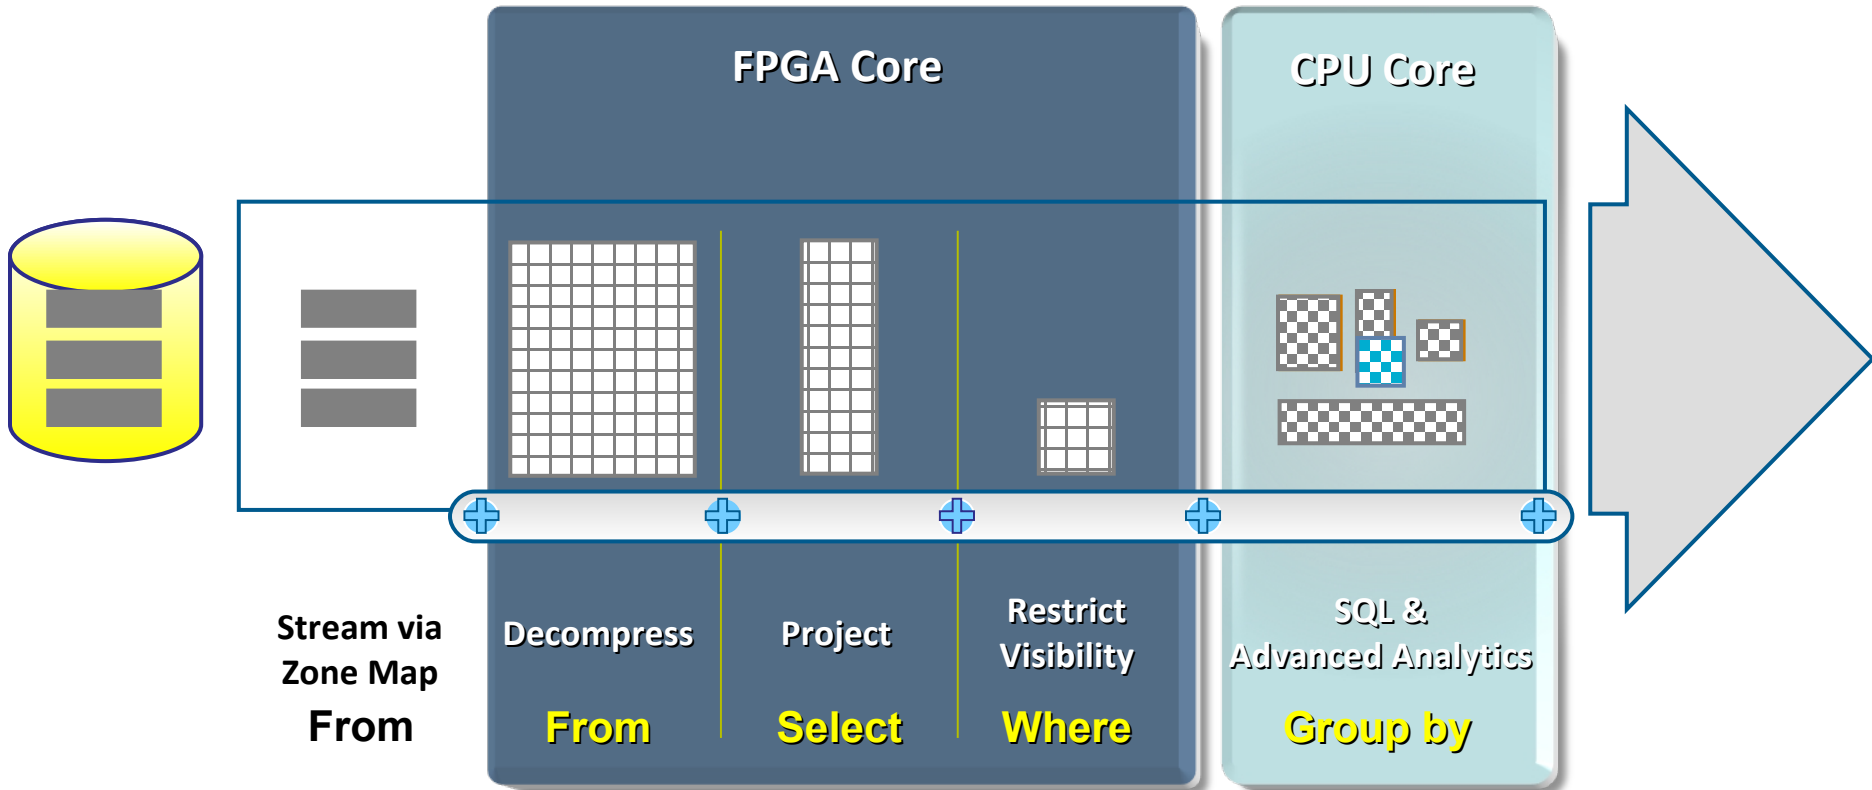 FPGA Core
CPU Core
Stream via
Zone Map
From
Decompress
From
Project
Select
Restrict
Visibility
Where
SQL &
Advanced Analytics
Group by